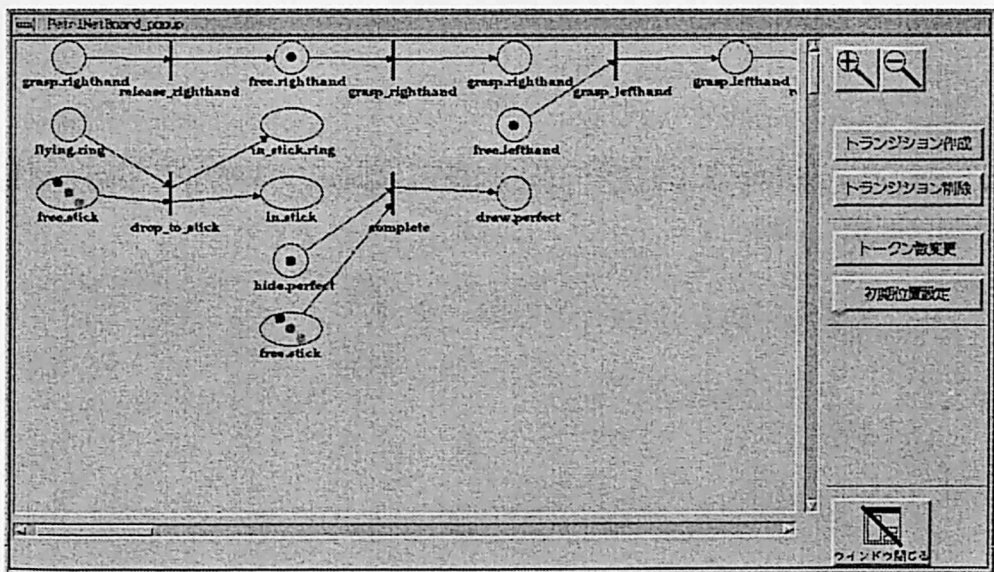 PetriNetBoard_popup
grasp.righthand
release_righthand
free.righthand
grasp_righthand
grasp.righthand
grasp_lefthand
grasp.lefthand
flying.ring
in_stick.ring
free.lefthand
free.stick
drop_to_stick
in.stick
complete
draw.perfect
hide.perfect
free.stick
トランジション作成
トランジション削除
トークン数変更
初期位置設定
ウインドウ閉じる